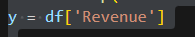 y = df['Revenue']